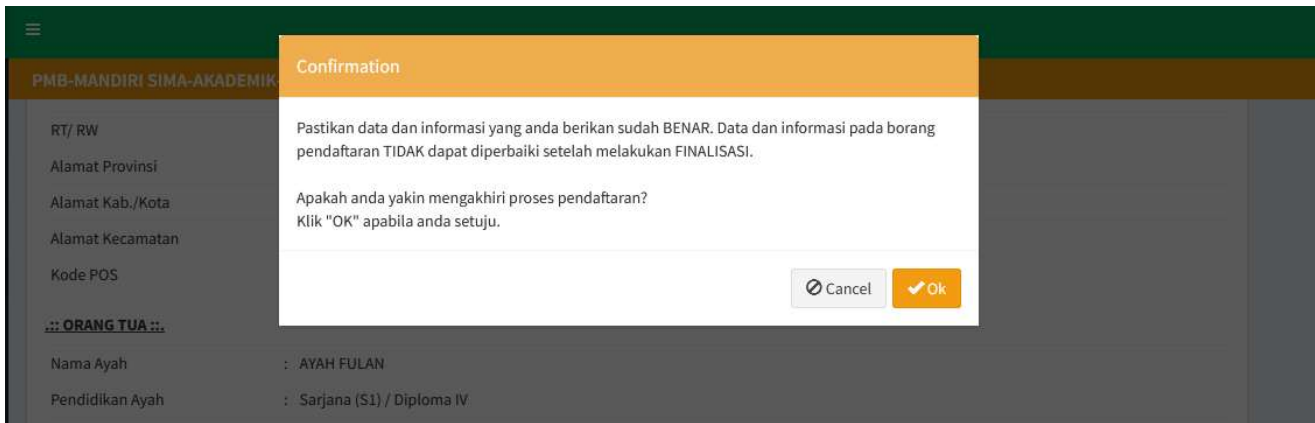 Confirmation
PMB-MANDIRI SIMA-AKADEMIK-
Pastikan data dan informasi yang anda berikan sudah BENAR. Data dan informasi pada borang
pendaftaran TIDAK dapat diperbaiki setelah melakukan FINALISASI.
Apakah anda yakin mengakhiri proses pendaftaran?
Klik "OK" apabila anda setuju.
Cancel
Ok
RT/ RW
Alamat Provinsi
Alamat Kab./Kota
Alamat Kecamatan
Kode POS
.:: ORANG TUA ::.
Nama Ayah : AYAH FULAN
Pendidikan Ayah : Sarjana (S1) / Diploma IV